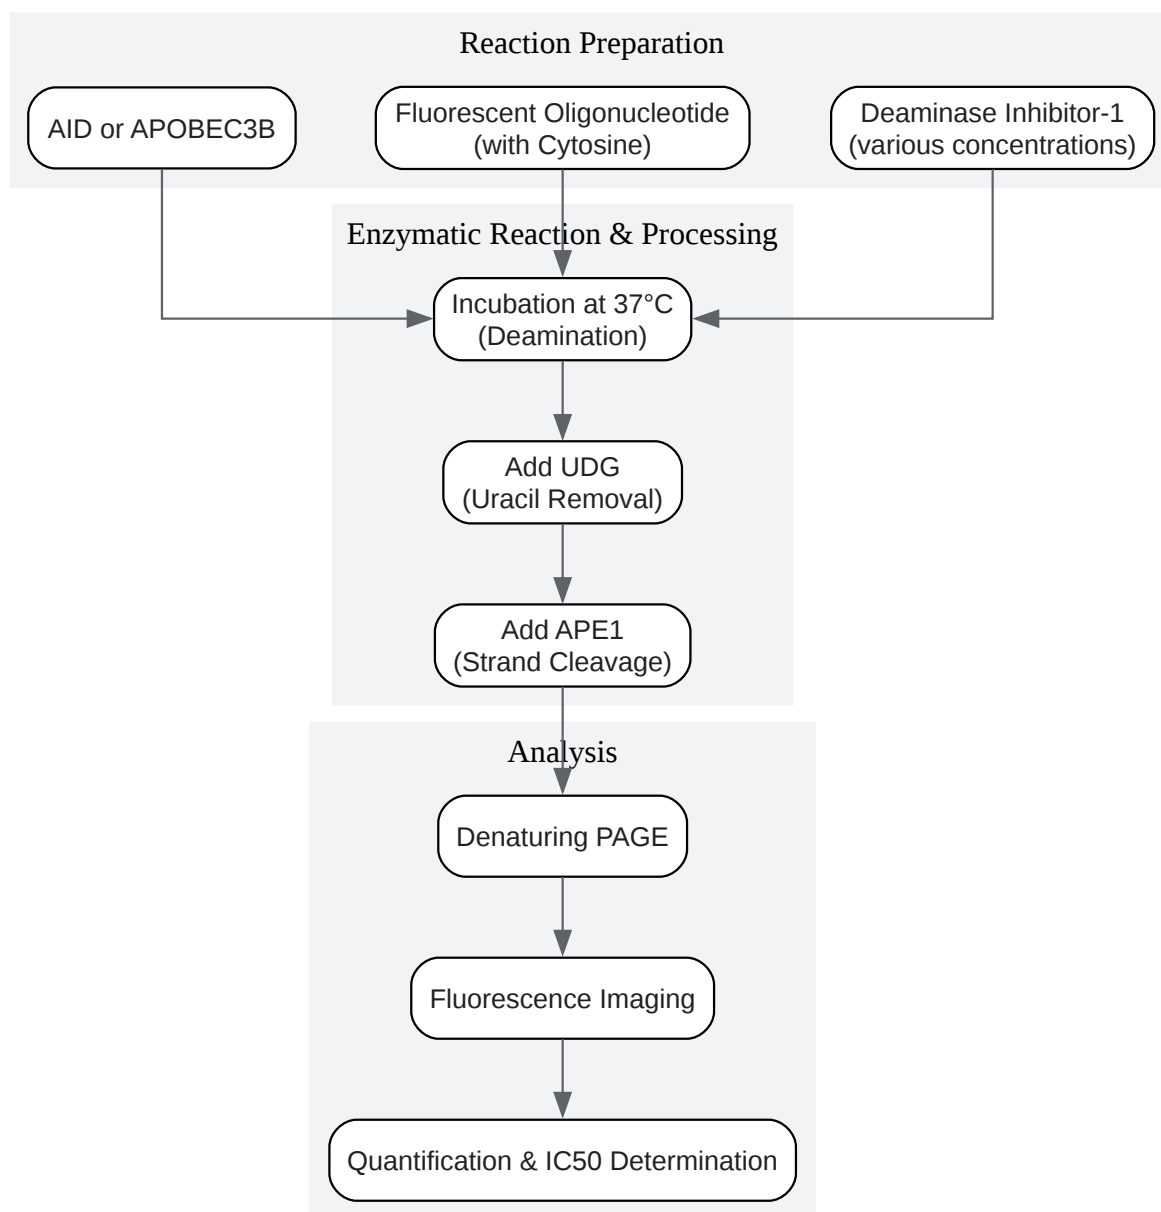 Reaction Preparation
AID or APOBEC3B
Fluorescent Oligonucleotide
(with Cytosine)
Deaminase Inhibitor-1
(various concentrations)
Enzymatic Reaction & Processing
Incubation at 37°C
(Deamination)
Add UDG
(Uracil Removal)
Add APE1
(Strand Cleavage)
Analysis
Denaturing PAGE
Fluorescence Imaging
Quantification & IC50 Determination